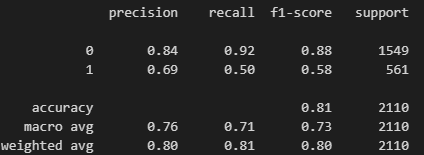 precision recall f1-score support
0 0.84 0.92 0.88 1549
1 0.69 0.50 0.58 561
accuracy 0.81 2110
macro avg 0.76 0.71 0.73 2110
weighted avg 0.80 0.81 0.80 2110